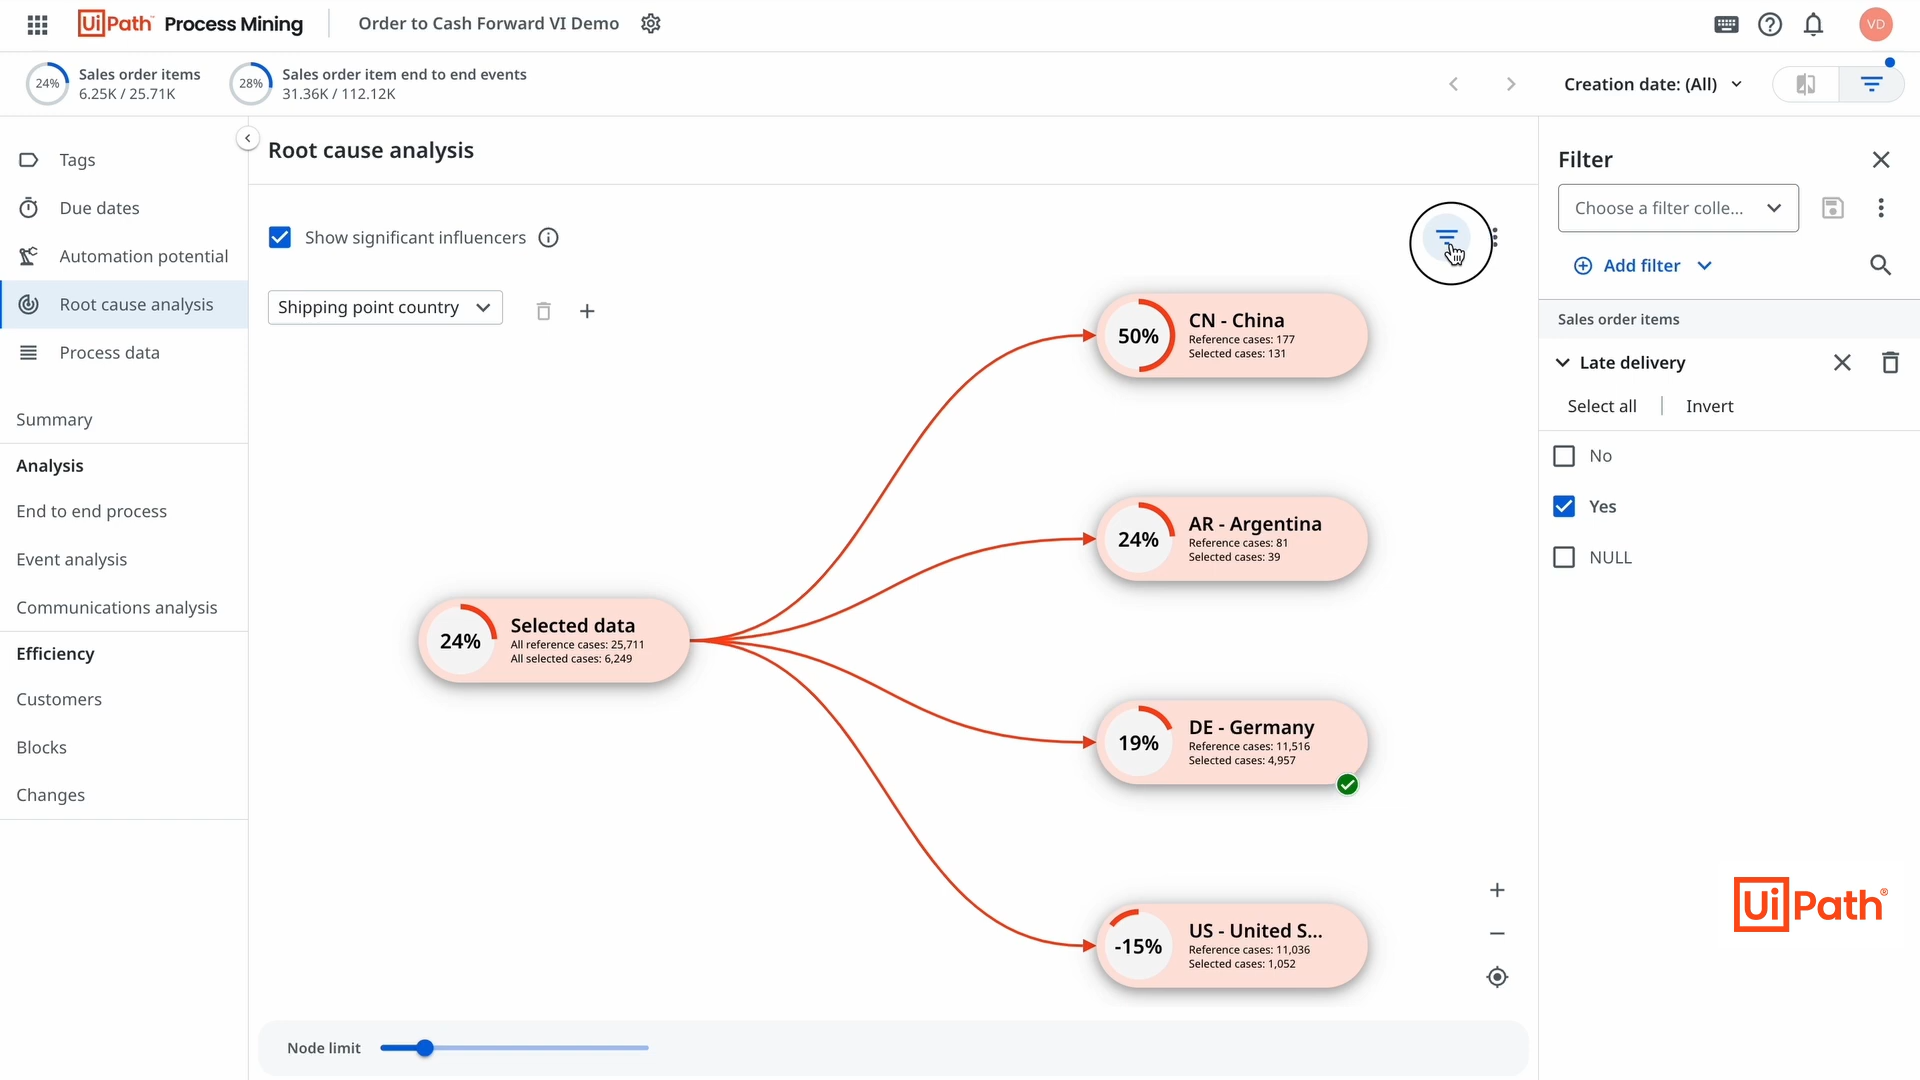 UiPath Process Mining
Order to Cash Forward VI Demo
VD
24%
Sales order items
6.25K / 25.71K
28%
Sales order item end to end events
31.36K / 112.12K
Creation date: (All)
Tags
Due dates
Automation potential
Root cause analysis
Process data
Summary
Analysis
End to end process
Event analysis
Communications analysis
Efficiency
Customers
Blocks
Changes
Root cause analysis
Show significant influencers
Shipping point country
24%
Selected data
All reference cases: 25,711
All selected cases: 6,249
50%
CN - China
Reference cases: 177
Selected cases: 131
24%
AR - Argentina
Reference cases: 81
Selected cases: 39
19%
DE - Germany
Reference cases: 11,516
Selected cases: 4,957
-15%
US - United S...
Reference cases: 11,036
Selected cases: 1,052
Node limit
Filter
Choose a filter colle...
Add filter
Sales order items
Late delivery
Select all
Invert
No
Yes
NULL
UiPath®